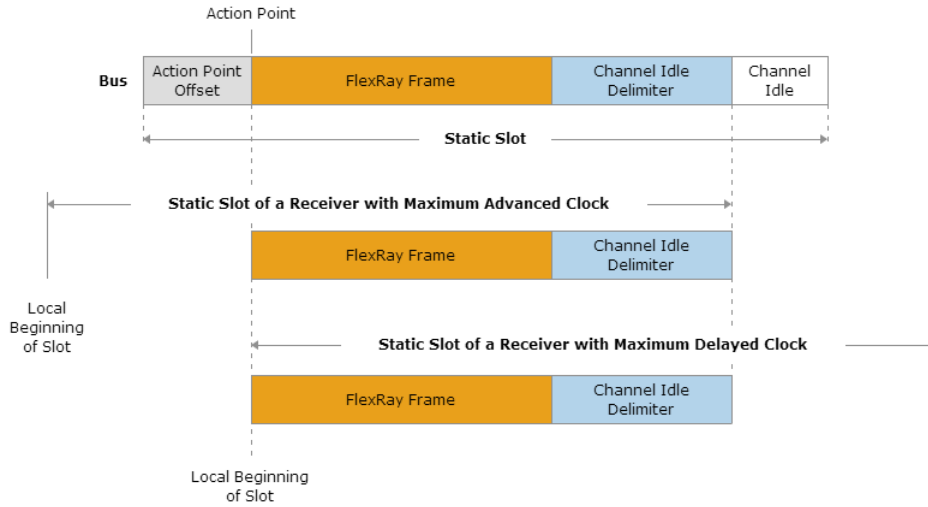 Action Point
Bus
Action Point
Offset
FlexRay Frame
Channel Idle
Delimiter
Channel
Idle
Static Slot
Static Slot of a Receiver with Maximum Advanced Clock
FlexRay Frame
Channel Idle
Delimiter
Local
Beginning
of Slot
Static Slot of a Receiver with Maximum Delayed Clock
FlexRay Frame
Channel Idle
Delimiter
Local Beginning
of Slot